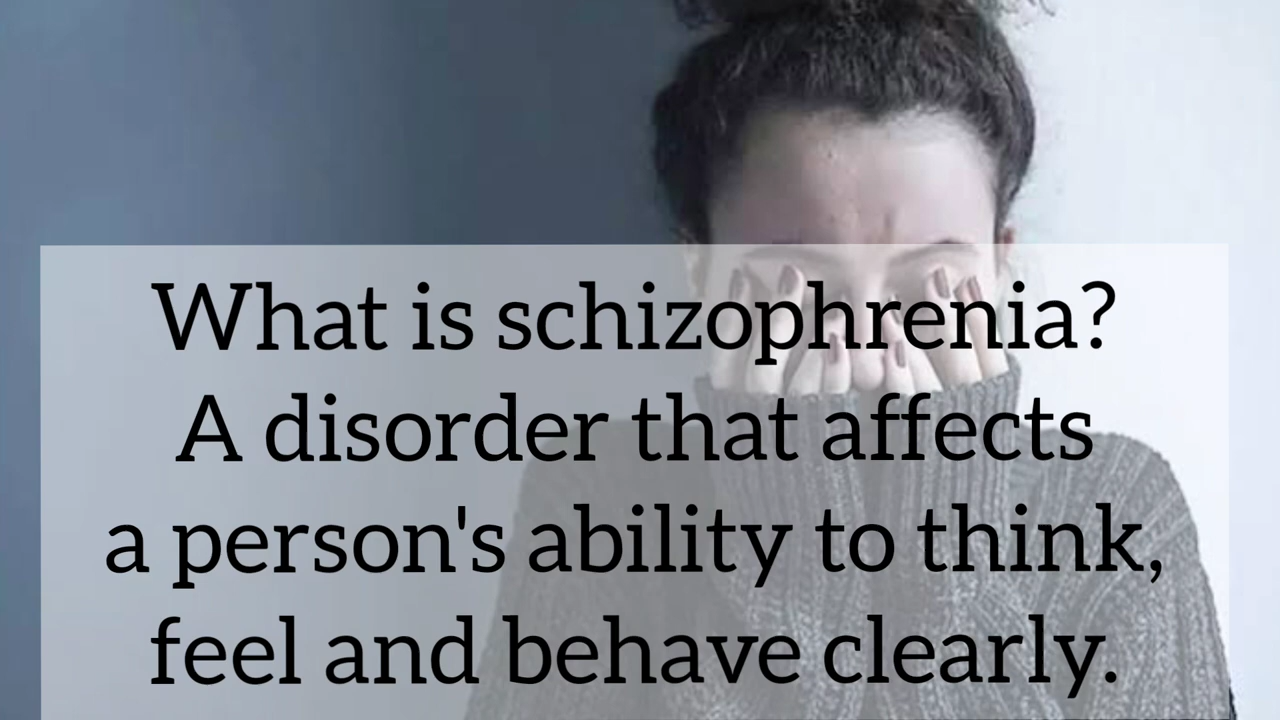 What is schizophrenia?
A disorder that affects
a person's ability to think,
feel and behave clearly.